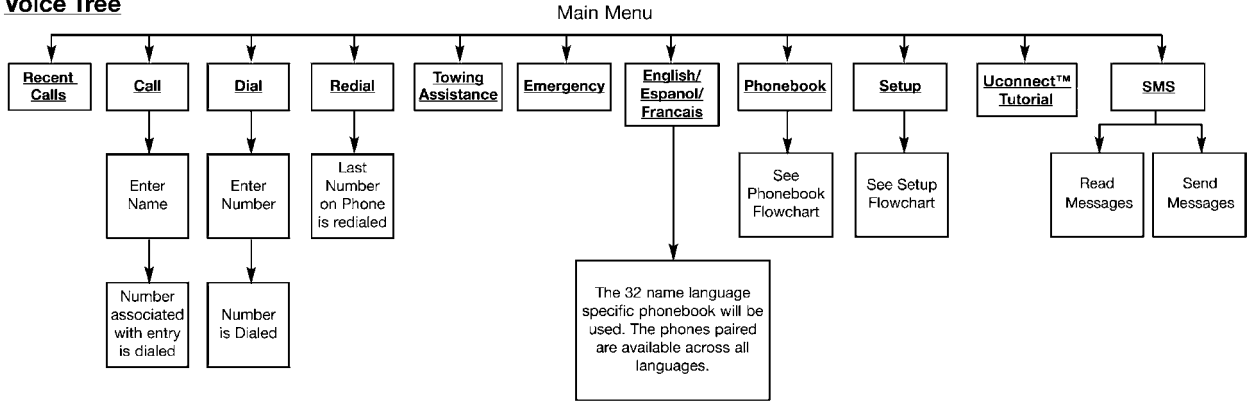 Voice Tree
Main Menu
Recent
Calls
Call
Dial
Redial
Towing
Assistance
Emergency
English/
Espanol/
Francais
Phonebook
Setup
Uconnect™
Tutorial
SMS
Enter
Name
Enter
Number
Last
Number
on Phone
is redialed
See
Phonebook
Flowchart
See Setup
Flowchart
Read
Messages
Send
Messages
Number
associated
with entry
is dialed
Number
is Dialed
The 32 name language
specific phonebook will be
used. The phones paired
are available across all
languages.